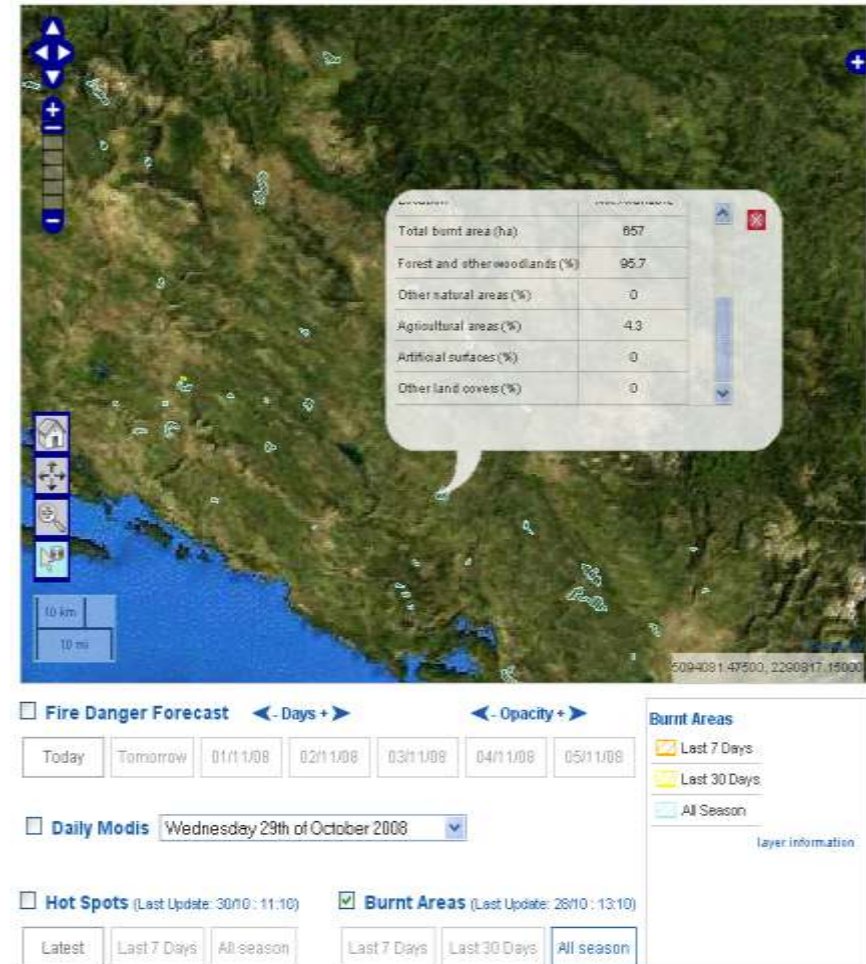 Total burnt area (ha) 657
Forest and other woodlands (%) 95.7
Other natural areas (%) 0
Agricultural areas (%) 4.3
Artificial surfaces (%) 0
Other land covers (%) 0
10 km
10 mi
5094081.47500, 2290817.15000
Fire Danger Forecast - Days + - Opacity +
Today Tomorrow 01/11/08 02/11/08 03/11/08 04/11/08 05/11/08
Burnt Areas
Last 7 Days
Last 30 Days
All Season
layer information
Daily Modis Wednesday 29th of October 2008
Hot Spots (Last Update: 30/10 : 11:10) Burnt Areas (Last Update: 28/10 : 13:10)
Latest Last 7 Days All season Last 7 Days Last 30 Days All season